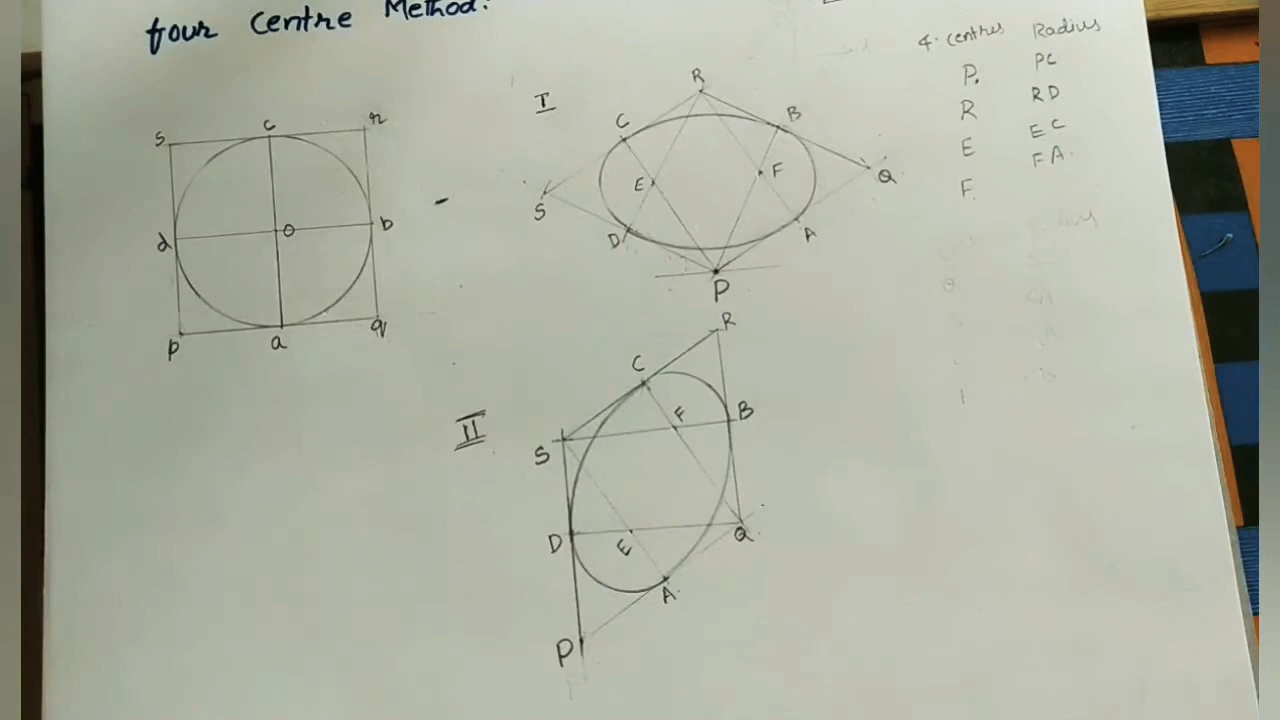 four Centre Method.
4. Centres Radius
P. PC
R RD
E EC
F. FA.
s c r
d o b
p a q
I
R
C B
S E F Q
D A
P
II
R
C
S F B
D E Q
A
P